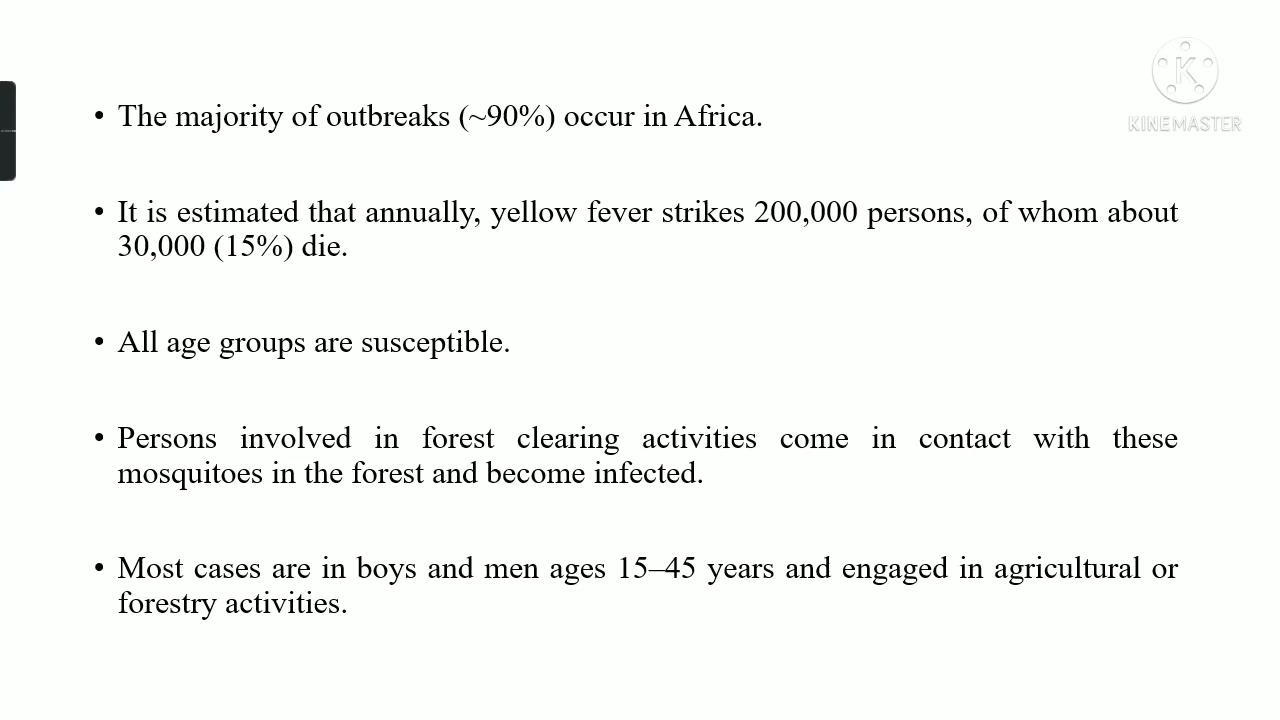 • The majority of outbreaks (~90%) occur in Africa.
• It is estimated that annually, yellow fever strikes 200,000 persons, of whom about
30,000 (15%) die.
• All age groups are susceptible.
• Persons involved in forest clearing activities come in contact with these
mosquitoes in the forest and become infected.
• Most cases are in boys and men ages 15–45 years and engaged in agricultural or
forestry activities.
K
KINEMASTER